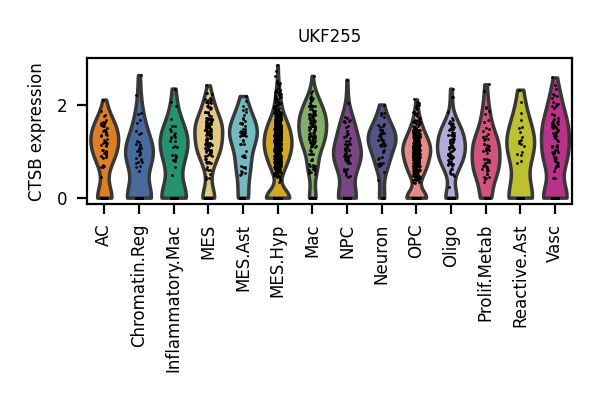 UKF255
CTSB expression
2
0
AC
Chromatin.Reg
Inflammatory.Mac
MES
MES.Ast
MES.Hyp
Mac
NPC
Neuron
OPC
Oligo
Prolif.Metab
Reactive.Ast
Vasc